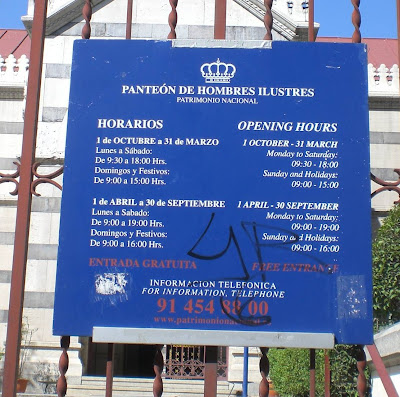 PANTEÓN DE HOMBRES ILUSTRES
PATRIMONIO NACIONAL
HORARIOS
1 de OCTUBRE a 31 de MARZO
Lunes a Sábado:
De 9:30 a 18:00 Hrs.
Domingos y Festivos:
De 9:00 a 15:00 Hrs.
1 de ABRIL a 30 de SEPTIEMBRE
Lunes a Sabado:
De 9:00 a 19:00 Hrs.
Domingos y Festivos:
De 9:00 a 16:00 Hrs.
OPENING HOURS
1 OCTOBER - 31 MARCH
Monday to Saturday:
09:30 - 18:00
Sunday and Holidays:
09:00 - 15:00
1 APRIL - 30 SEPTEMBER
Monday to Saturday:
09:00 - 19:00
Sunday and Holidays:
09:00 - 16:00
ENTRADA GRATUITA FREE ENTRANCE
INFORMACION TELEFONICA
FOR INFORMATION, TELEPHONE
91 454 88 00